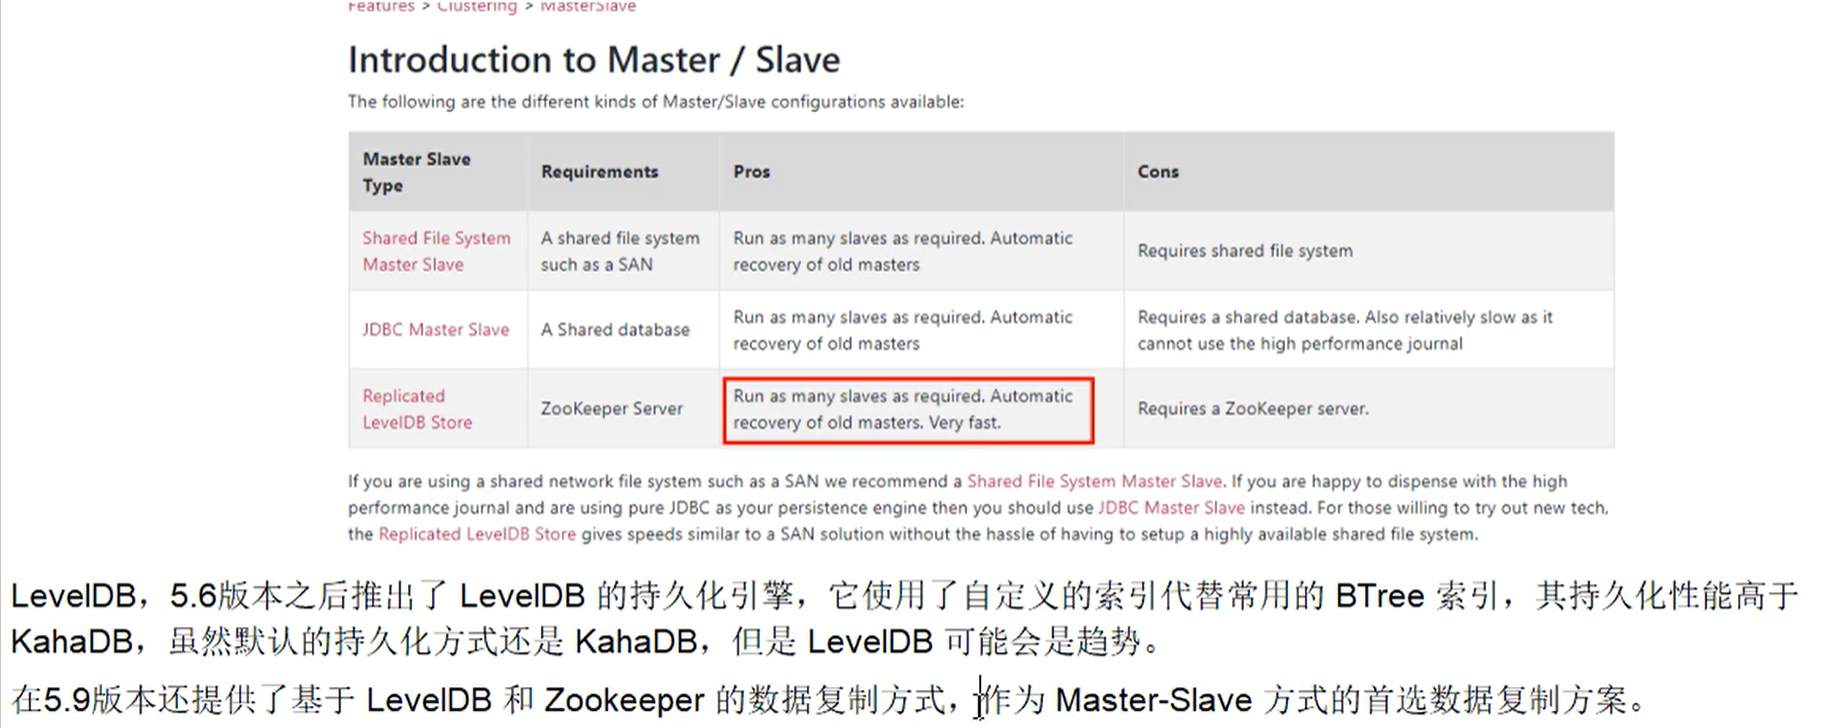 Features > Clustering > MasterSlave
Introduction to Master / Slave
The following are the different kinds of Master/Slave configurations available:
Master Slave
Type
Requirements
Pros
Cons
Shared File System
Master Slave
A shared file system
such as a SAN
Run as many slaves as required. Automatic
recovery of old masters
Requires shared file system
JDBC Master Slave
A Shared database
Run as many slaves as required. Automatic
recovery of old masters
Requires a shared database. Also relatively slow as it
cannot use the high performance journal
Replicated
LevelDB Store
ZooKeeper Server
Run as many slaves as required. Automatic
recovery of old masters. Very fast.
Requires a ZooKeeper server.
If you are using a shared network file system such as a SAN we recommend a Shared File System Master Slave. If you are happy to dispense with the high
performance journal and are using pure JDBC as your persistence engine then you should use JDBC Master Slave instead. For those willing to try out new tech,
the Replicated LevelDB Store gives speeds similar to a SAN solution without the hassle of having to setup a highly available shared file system.
LevelDB，5.6版本之后推出了 LevelDB 的持久化引擎，它使用了自定义的索引代替常用的 BTree 索引，其持久化性能高于
KahaDB，虽然默认的持久化方式还是 KahaDB，但是 LevelDB 可能会是趋势。
在5.9版本还提供了基于 LevelDB 和 Zookeeper 的数据复制方式，作为 Master-Slave 方式的首选数据复制方案。